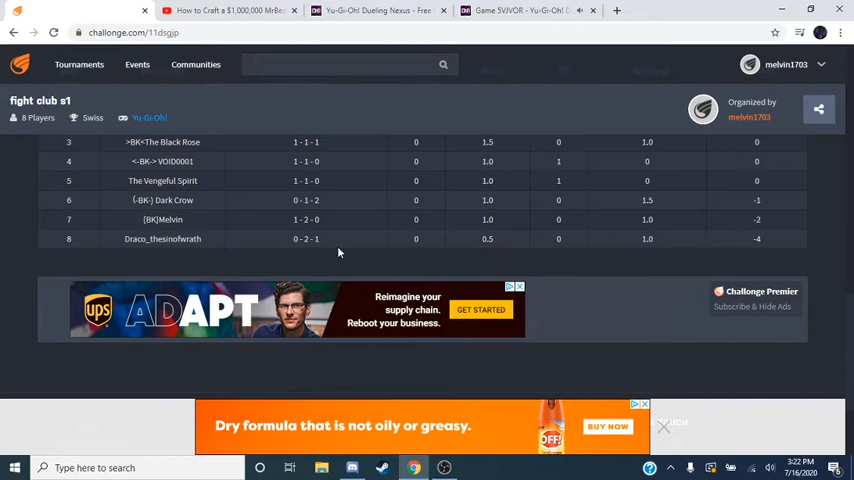 How to Craft a $1,000,000 MrBea
Yu-Gi-Oh! Dueling Nexus - Free
Game 5VJVOR - Yu-Gi-Oh! D
challonge.com/11dsgjp
Tournaments
Events
Communities
melvin1703
fight club s1
8 Players
Swiss
Yu-Gi-Oh!
Organized by
melvin1703
3 >BK<The Black Rose 1 - 1 - 1 0 1.5 0 1.0 0
4 <-BK-> VOID0001 1 - 1 - 0 0 1.0 1 0 0
5 The Vengeful Spirit 1 - 1 - 0 0 1.0 1 0 0
6 (-BK-) Dark Crow 0 - 1 - 2 0 1.0 0 1.5 -1
7 {BK}Melvin 1 - 2 - 0 0 1.0 0 1.0 -2
8 Draco_thesinofwrath 0 - 2 - 1 0 0.5 0 1.0 -4
ups
ADAPT
Reimagine your
supply chain.
Reboot your business.
GET STARTED
Challonge Premier
Subscribe & Hide Ads
Dry formula that is not oily or greasy.
OFF!
BUY NOW
Type here to search
3:22 PM
7/16/2020